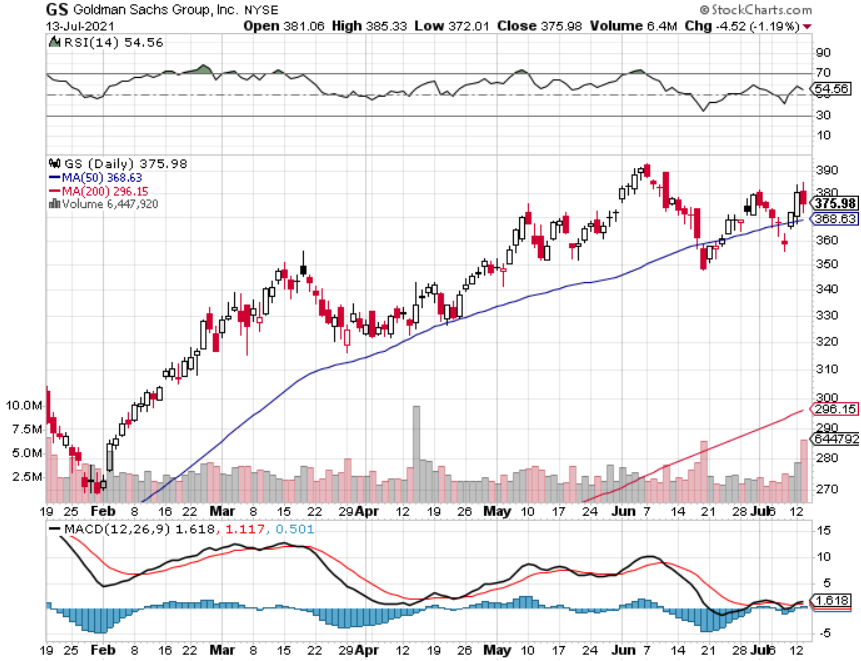 GS Goldman Sachs Group, Inc. NYSE © StockCharts.com
13-Jul-2021 Open 381.06 High 385.33 Low 372.01 Close 375.98 Volume 6.4M Chg -4.52 (-1.19%)
RSI(14) 54.56
90
70
54.56
30
10
GS (Daily) 375.98
MA(50) 368.63
MA(200) 296.15
Volume 6,447,920
390
380
375.98
368.63
360
350
340
330
320
310
300
10.0M
296.15
290
7.5M
644792
5.0M
280
2.5M
270
19 25 Feb 8 16 22 Mar 8 15 22 29 Apr 12 19 26 May 10 17 24 Jun 7 14 21 28 Jul 6 12
MACD(12,26,9) 1.618, 1.117, 0.501
15
10
5
1.618
-5
19 25 Feb 8 16 22 Mar 8 15 22 29 Apr 12 19 26 May 10 17 24 Jun 7 14 21 28 Jul 6 12